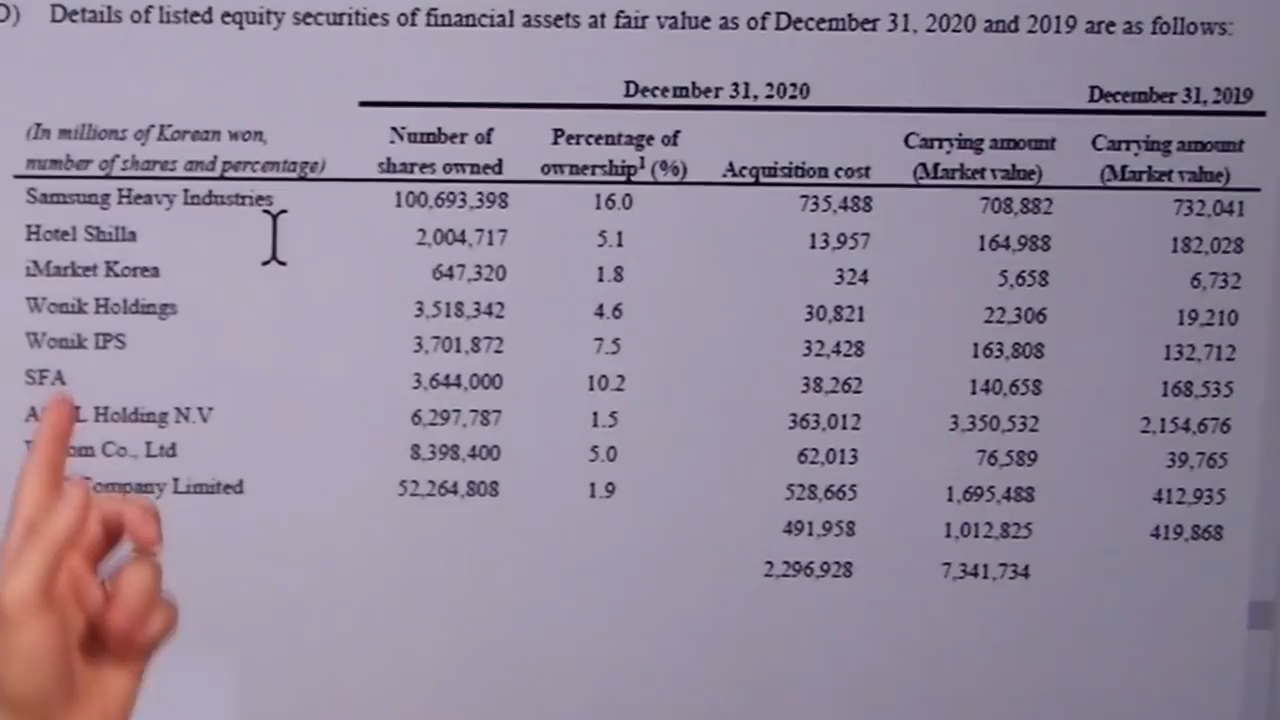 D) Details of listed equity securities of financial assets at fair value as of December 31, 2020 and 2019 are as follows:
December 31, 2020 December 31, 2019
(In millions of Korean won, number of shares and percentage) Number of shares owned Percentage of ownership¹ (%) Acquisition cost Carrying amount (Market value) Carrying amount (Market value)
Samsung Heavy Industries 100,693,398 16.0 735,488 708,882 732,041
Hotel Shilla 2,004,717 5.1 13,957 164,988 182,028
iMarket Korea 647,320 1.8 324 5,658 6,732
Wonik Holdings 3,518,342 4.6 30,821 22,306 19,210
Wonik IPS 3,701,872 7.5 32,428 163,808 132,712
SFA 3,644,000 10.2 38,262 140,658 168,535
Holding N.V 6,297,787 1.5 363,012 3,350,532 2,154,676
Co., Ltd 8,398,400 5.0 62,013 76,589 39,765
Company Limited 52,264,808 1.9 528,665 1,695,488 412,935
491,958 1,012,825 419,868
2,296,928 7,341,734